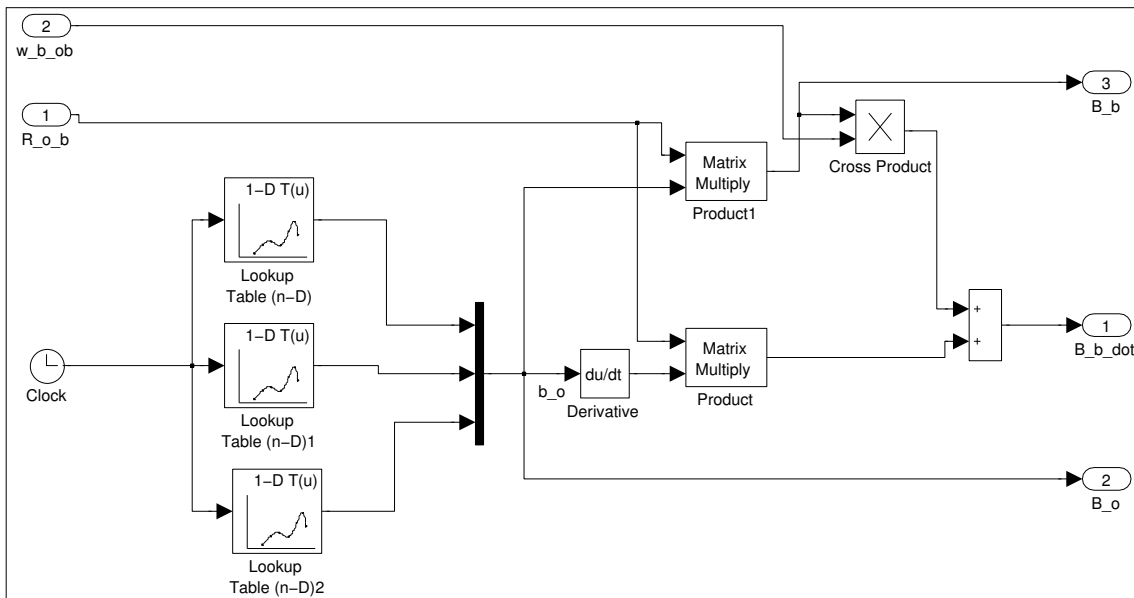 2
w_b_ob
3
B_b
1
R_o_b
Cross Product
Matrix
Multiply
Product1
1−D T(u)
Lookup
Table (n−D)
1−D T(u)
Lookup
Table (n−D)1
Clock
b_o
du/dt
Derivative
Matrix
Multiply
Product
+
+
1
B_b_dot
1−D T(u)
Lookup
Table (n−D)2
2
B_o